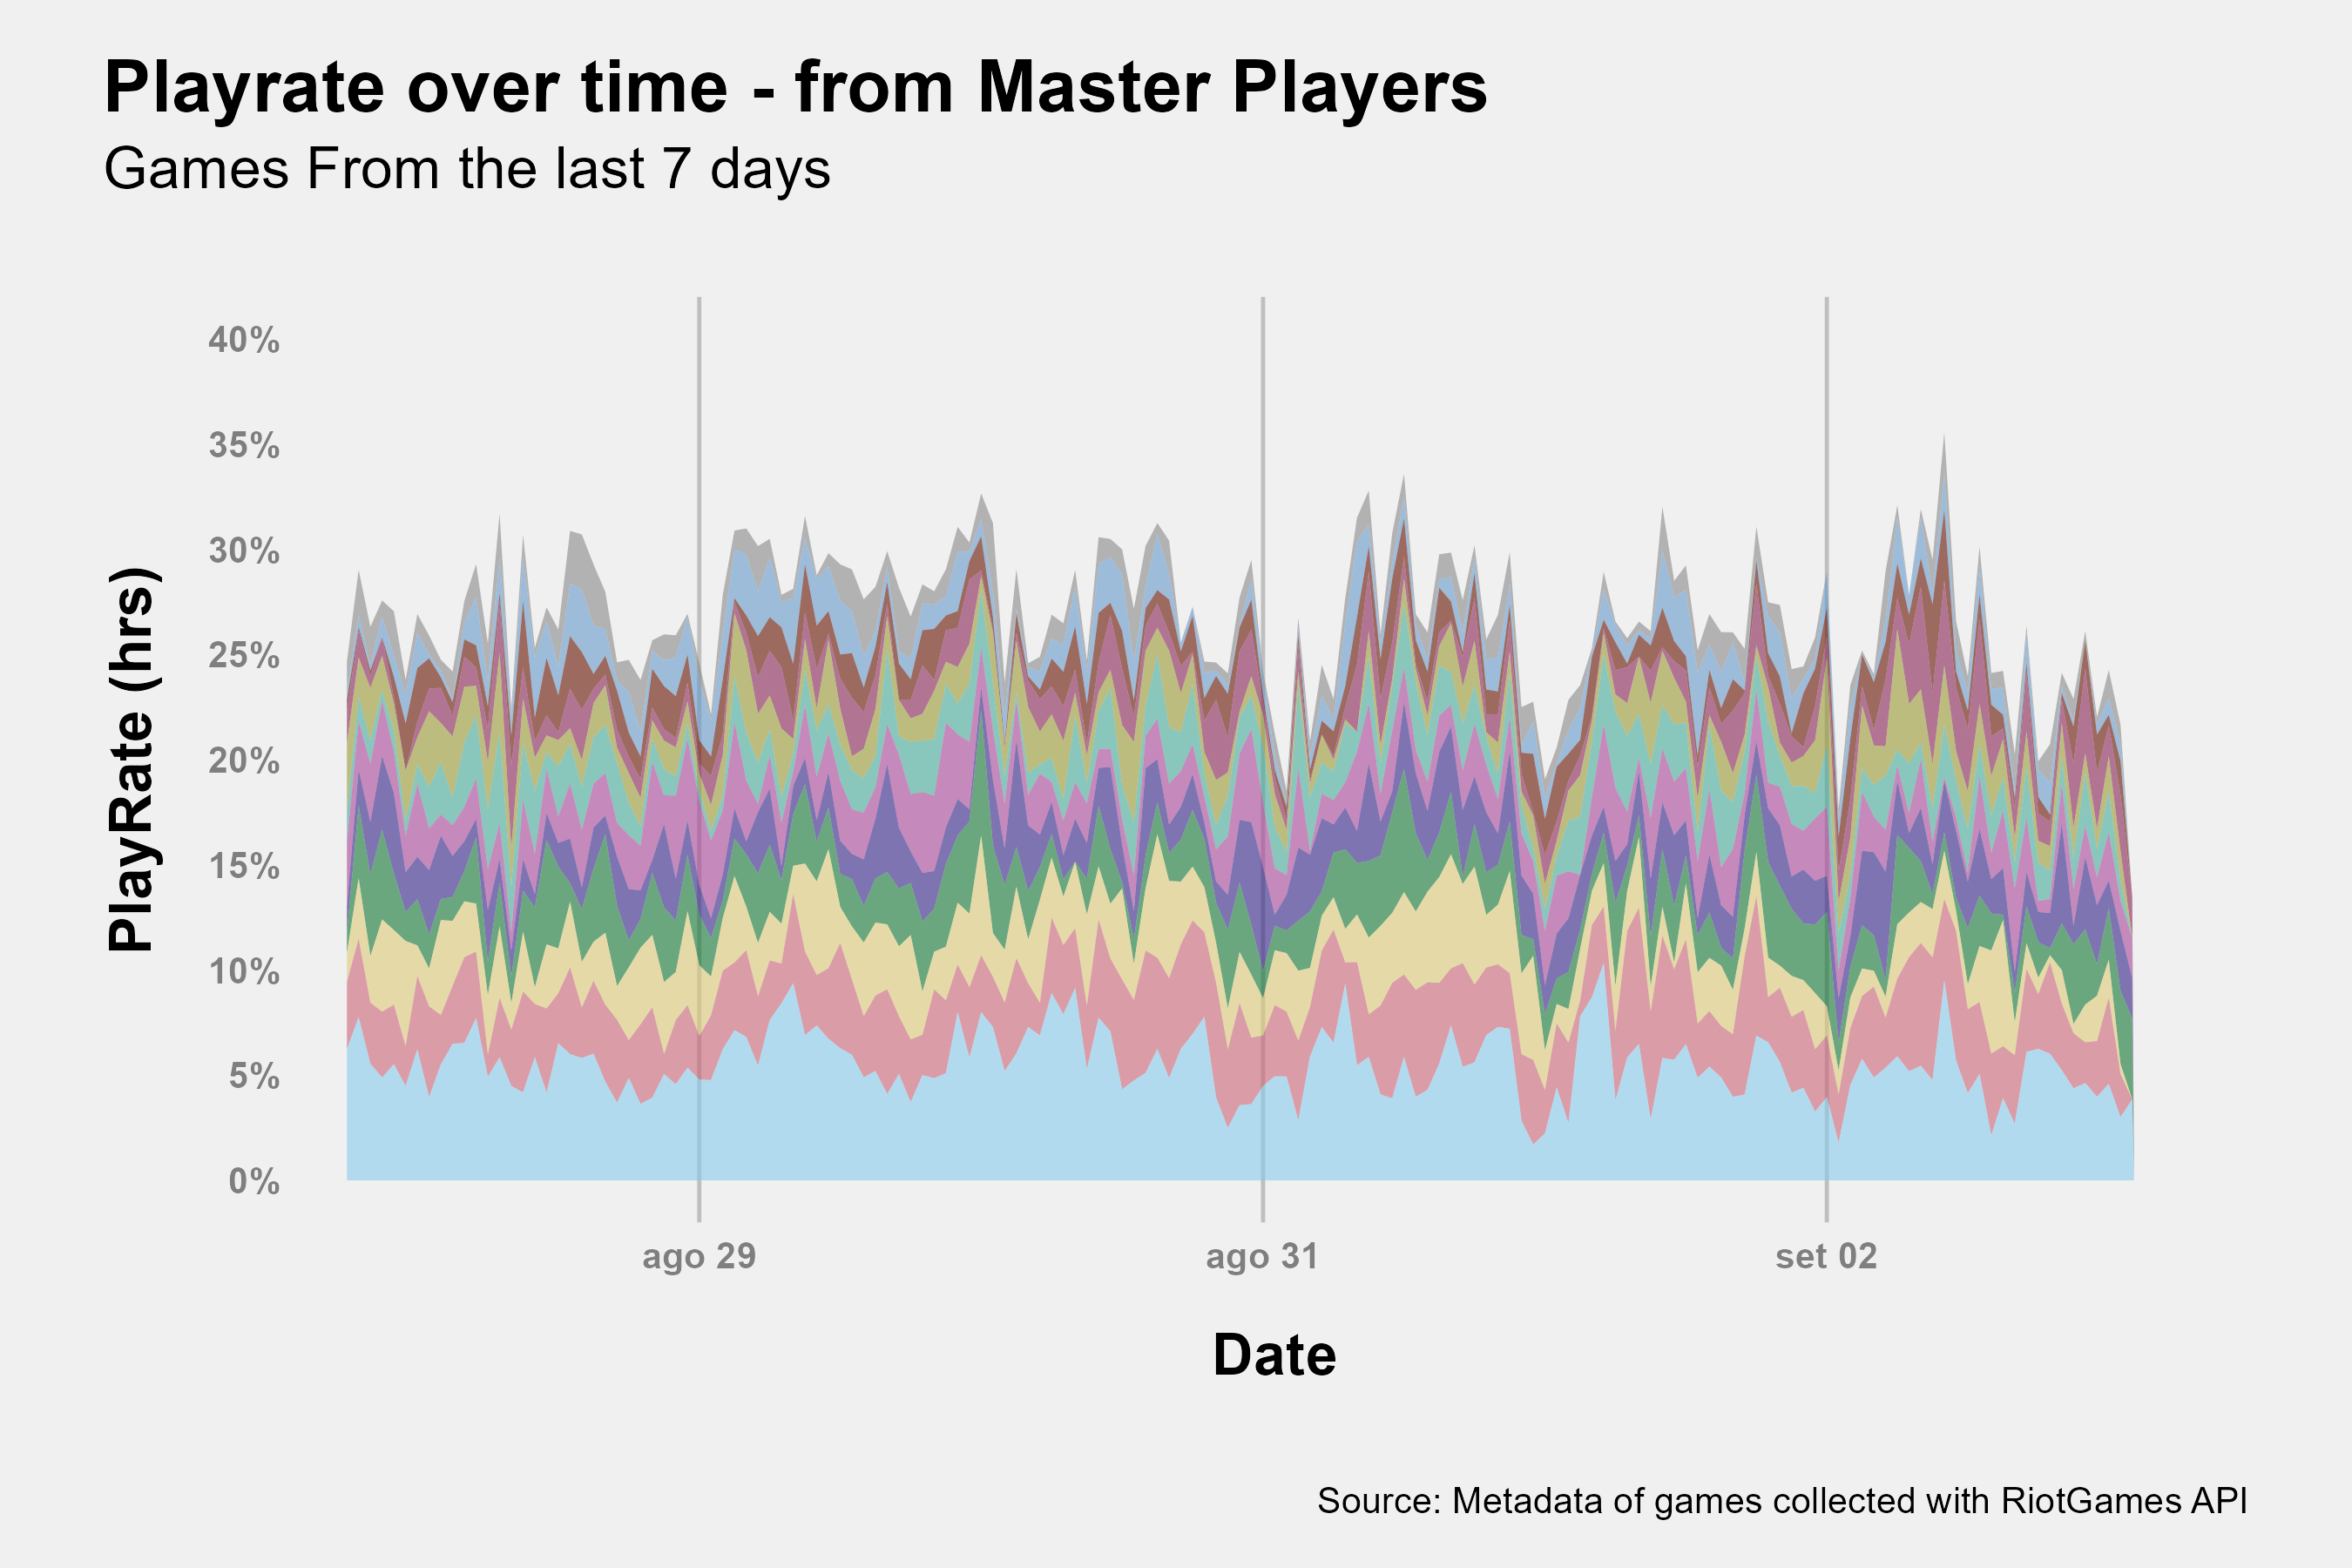 Playrate over time - from Master Players
Games From the last 7 days
40%
35%
30%
25%
20%
15%
10%
5%
0%
PlayRate (hrs)
ago 29
ago 31
set 02
Date
Source: Metadata of games collected with RiotGames API